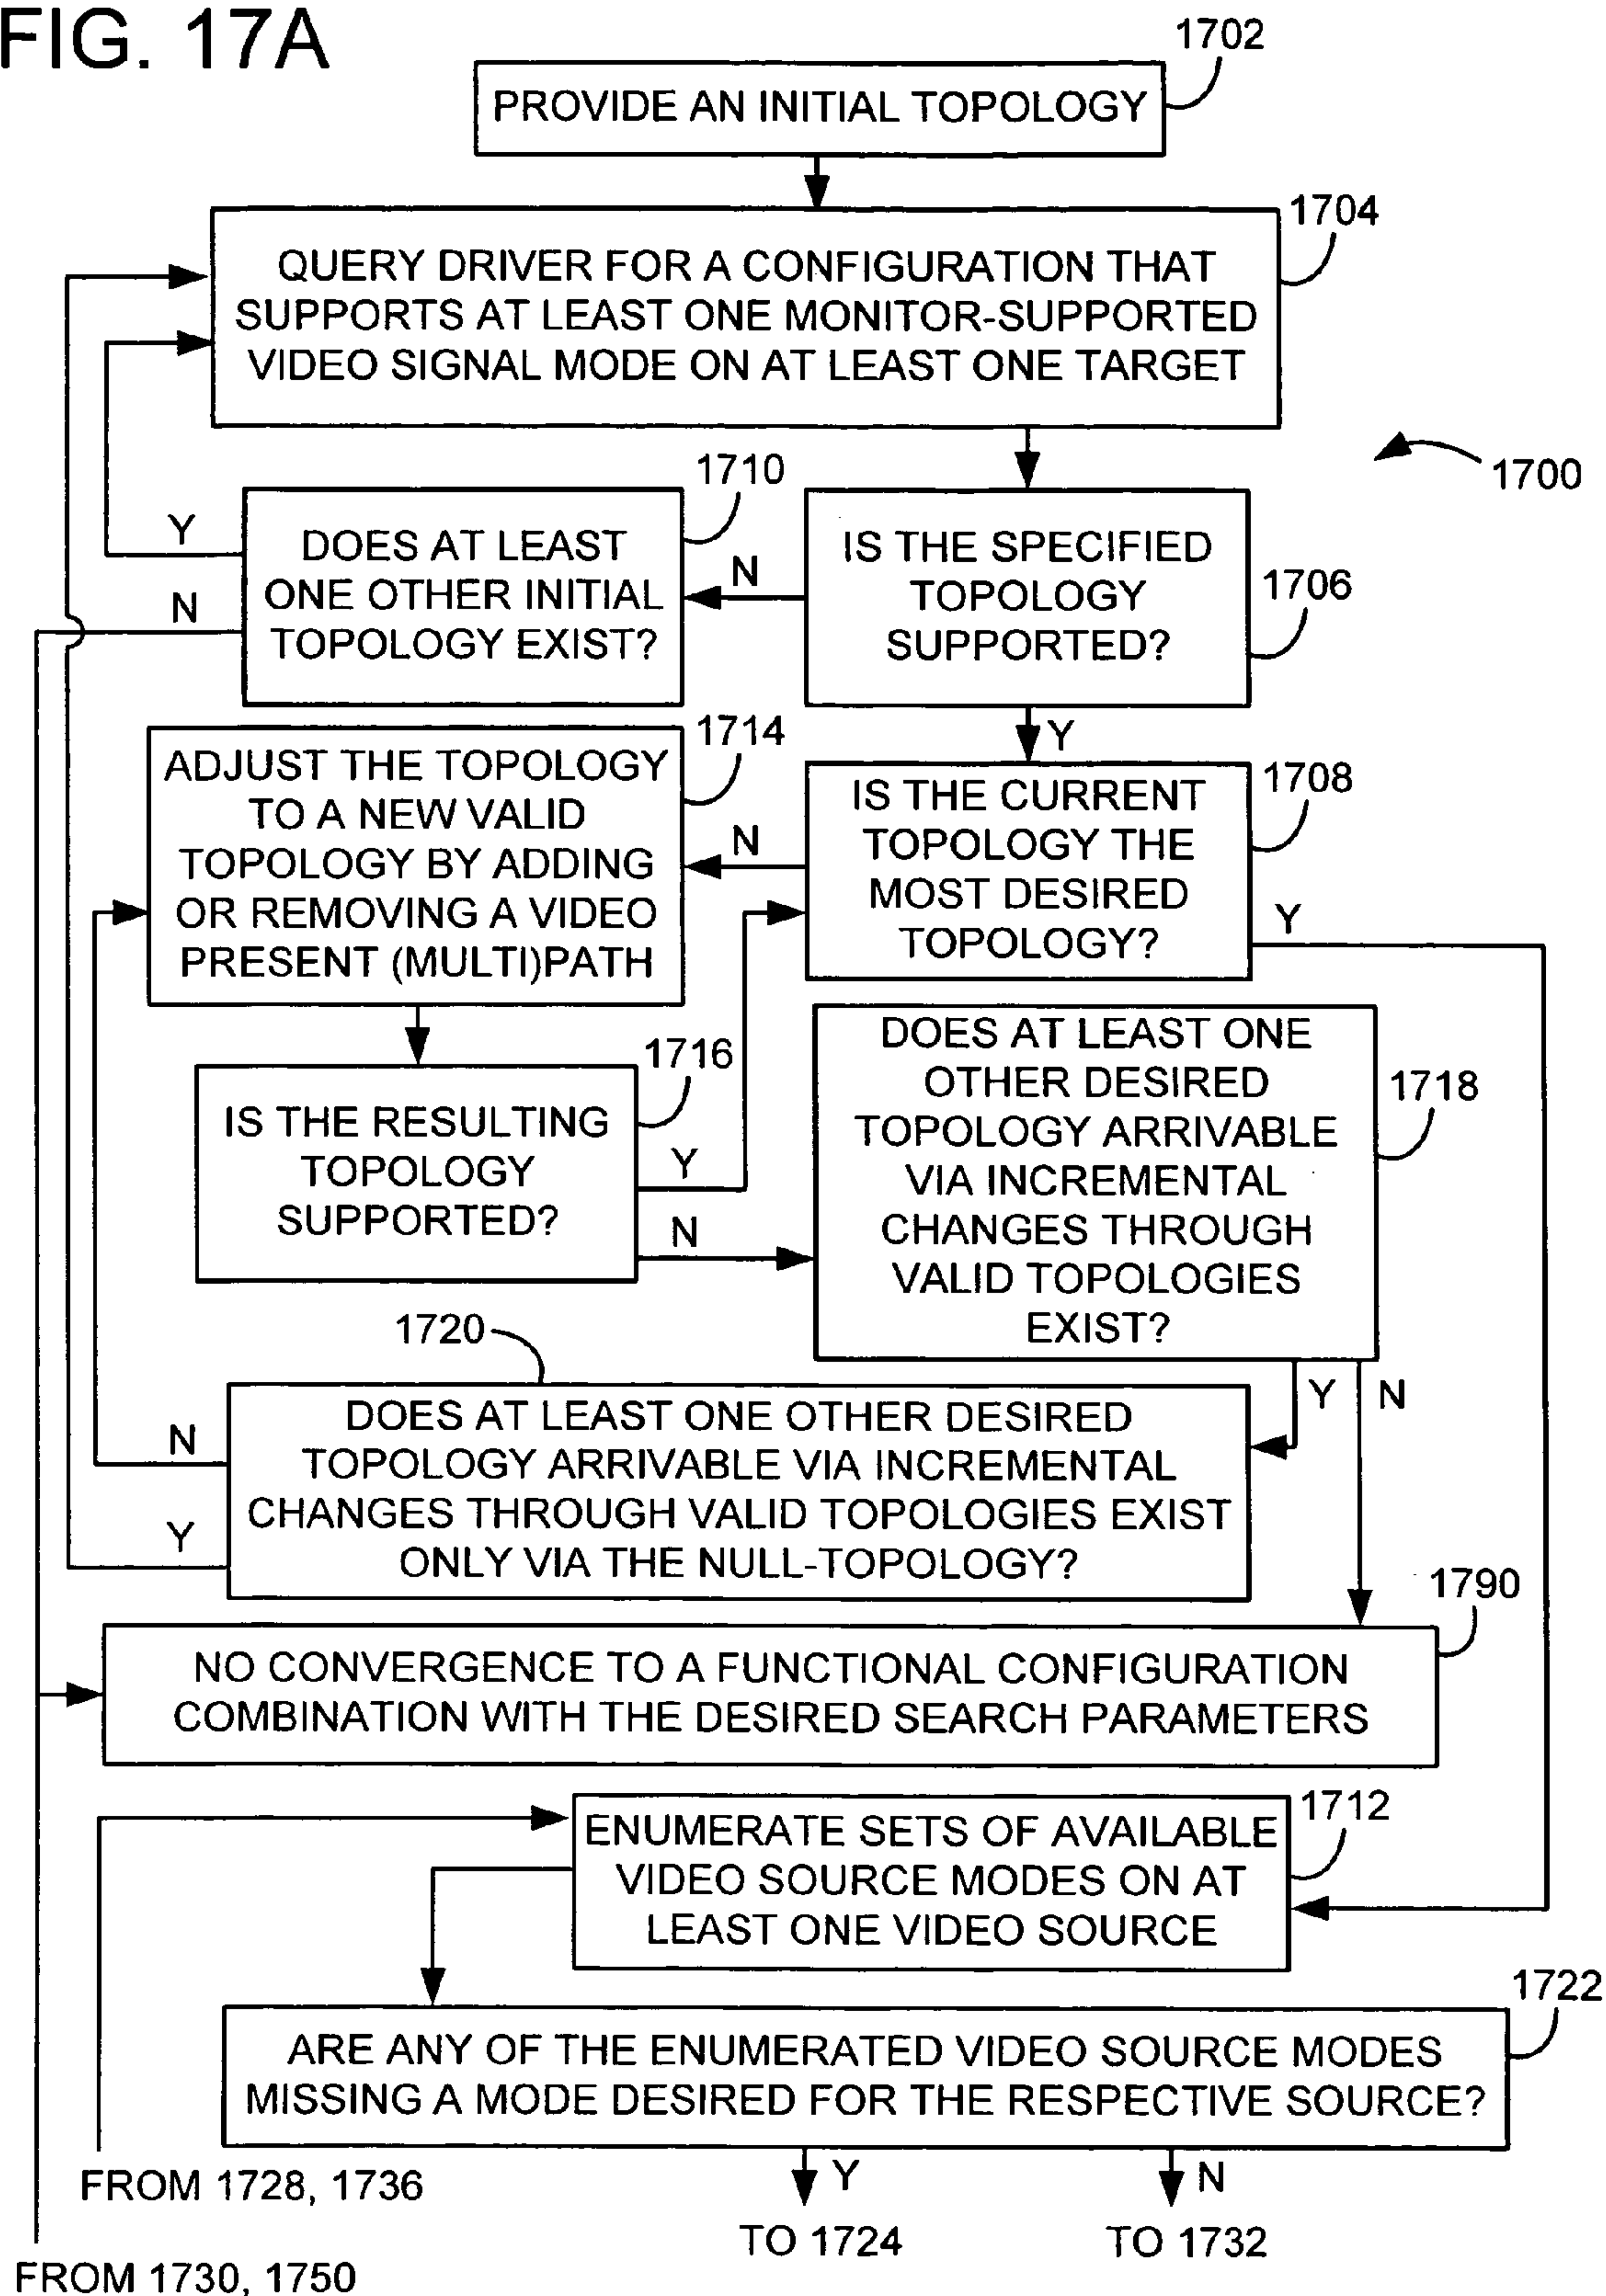 FIG. 17A
1702
PROVIDE AN INITIAL TOPOLOGY
1704
QUERY DRIVER FOR A CONFIGURATION THAT
SUPPORTS AT LEAST ONE MONITOR-SUPPORTED
VIDEO SIGNAL MODE ON AT LEAST ONE TARGET
1700
1710
DOES AT LEAST
ONE OTHER INITIAL
TOPOLOGY EXIST?
Y
N
N
IS THE SPECIFIED
TOPOLOGY
SUPPORTED?
1706
Y
1714
ADJUST THE TOPOLOGY
TO A NEW VALID
TOPOLOGY BY ADDING
OR REMOVING A VIDEO
PRESENT (MULTI)PATH
N
1708
IS THE CURRENT
TOPOLOGY THE
MOST DESIRED
TOPOLOGY?
Y
1716
IS THE RESULTING
TOPOLOGY
SUPPORTED?
Y
N
DOES AT LEAST ONE
OTHER DESIRED
TOPOLOGY ARRIVABLE
VIA INCREMENTAL
CHANGES THROUGH
VALID TOPOLOGIES
EXIST?
1718
Y
N
1720
DOES AT LEAST ONE OTHER DESIRED
TOPOLOGY ARRIVABLE VIA INCREMENTAL
CHANGES THROUGH VALID TOPOLOGIES EXIST
ONLY VIA THE NULL-TOPOLOGY?
N
Y
1790
NO CONVERGENCE TO A FUNCTIONAL CONFIGURATION
COMBINATION WITH THE DESIRED SEARCH PARAMETERS
1712
ENUMERATE SETS OF AVAILABLE
VIDEO SOURCE MODES ON AT
LEAST ONE VIDEO SOURCE
1722
ARE ANY OF THE ENUMERATED VIDEO SOURCE MODES
MISSING A MODE DESIRED FOR THE RESPECTIVE SOURCE?
Y
N
FROM 1728, 1736
TO 1724
TO 1732
FROM 1730, 1750